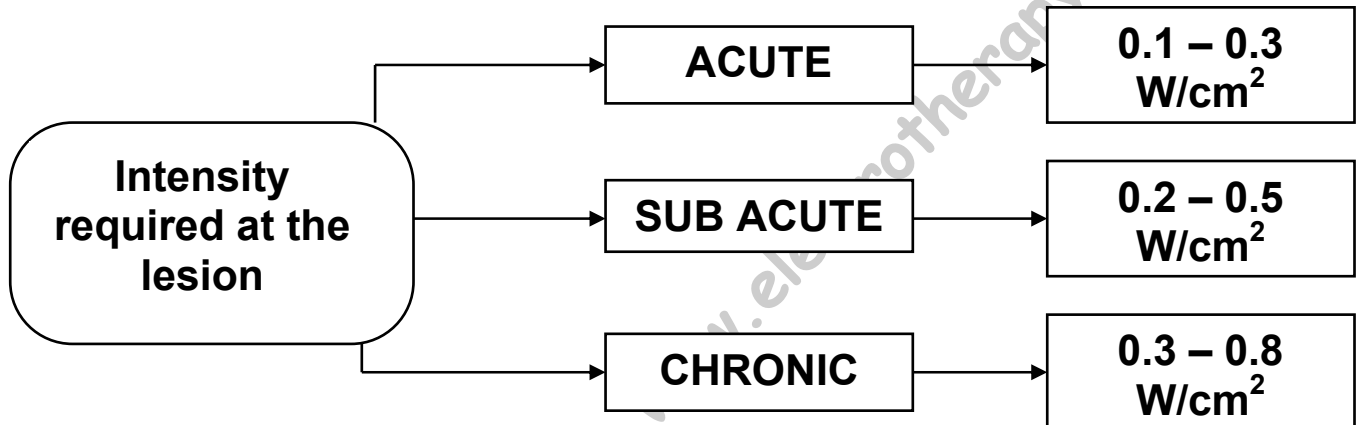 Intensity
required at the
lesion
ACUTE
0.1 – 0.3
W/cm²
SUB ACUTE
0.2 – 0.5
W/cm²
CHRONIC
0.3 – 0.8
W/cm²